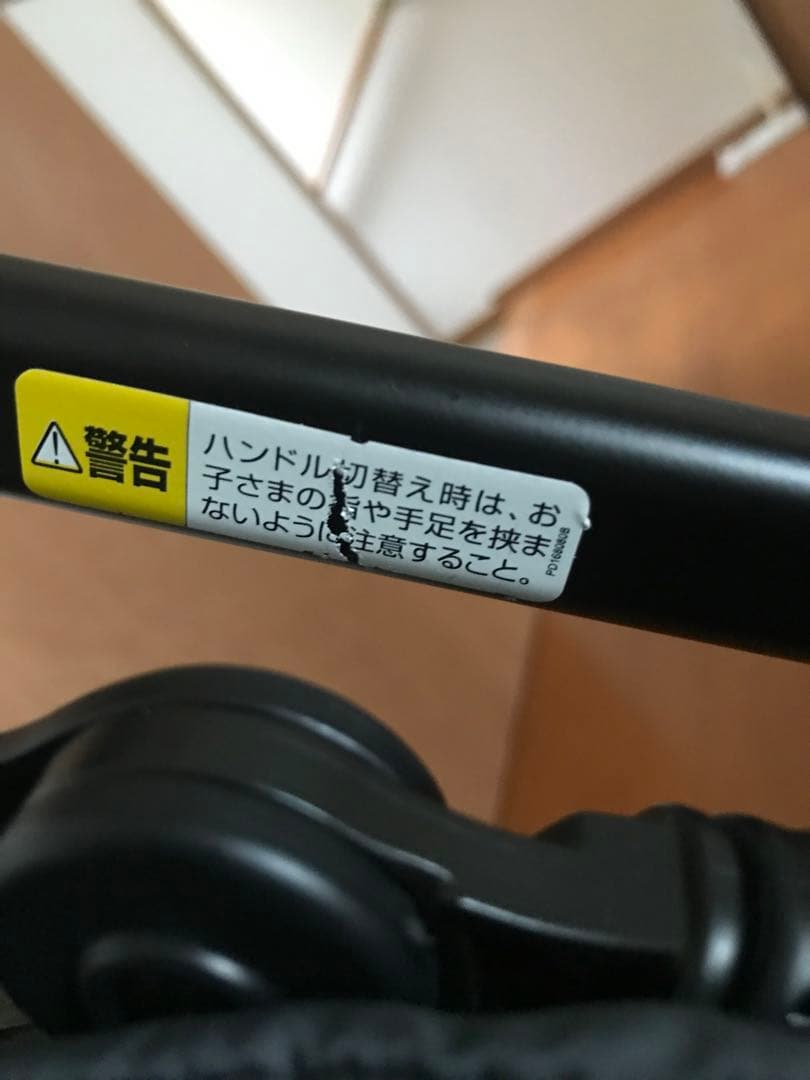 警告
ハンドル切替え時は、お
子さまの指や手足を挟ま
ないように注意すること。